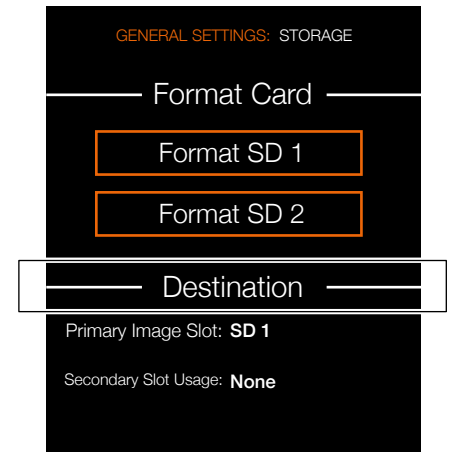 GENERAL SETTINGS: STORAGE
Format Card
Format SD 1
Format SD 2
Destination
Primary Image Slot: SD 1
Secondary Slot Usage: None